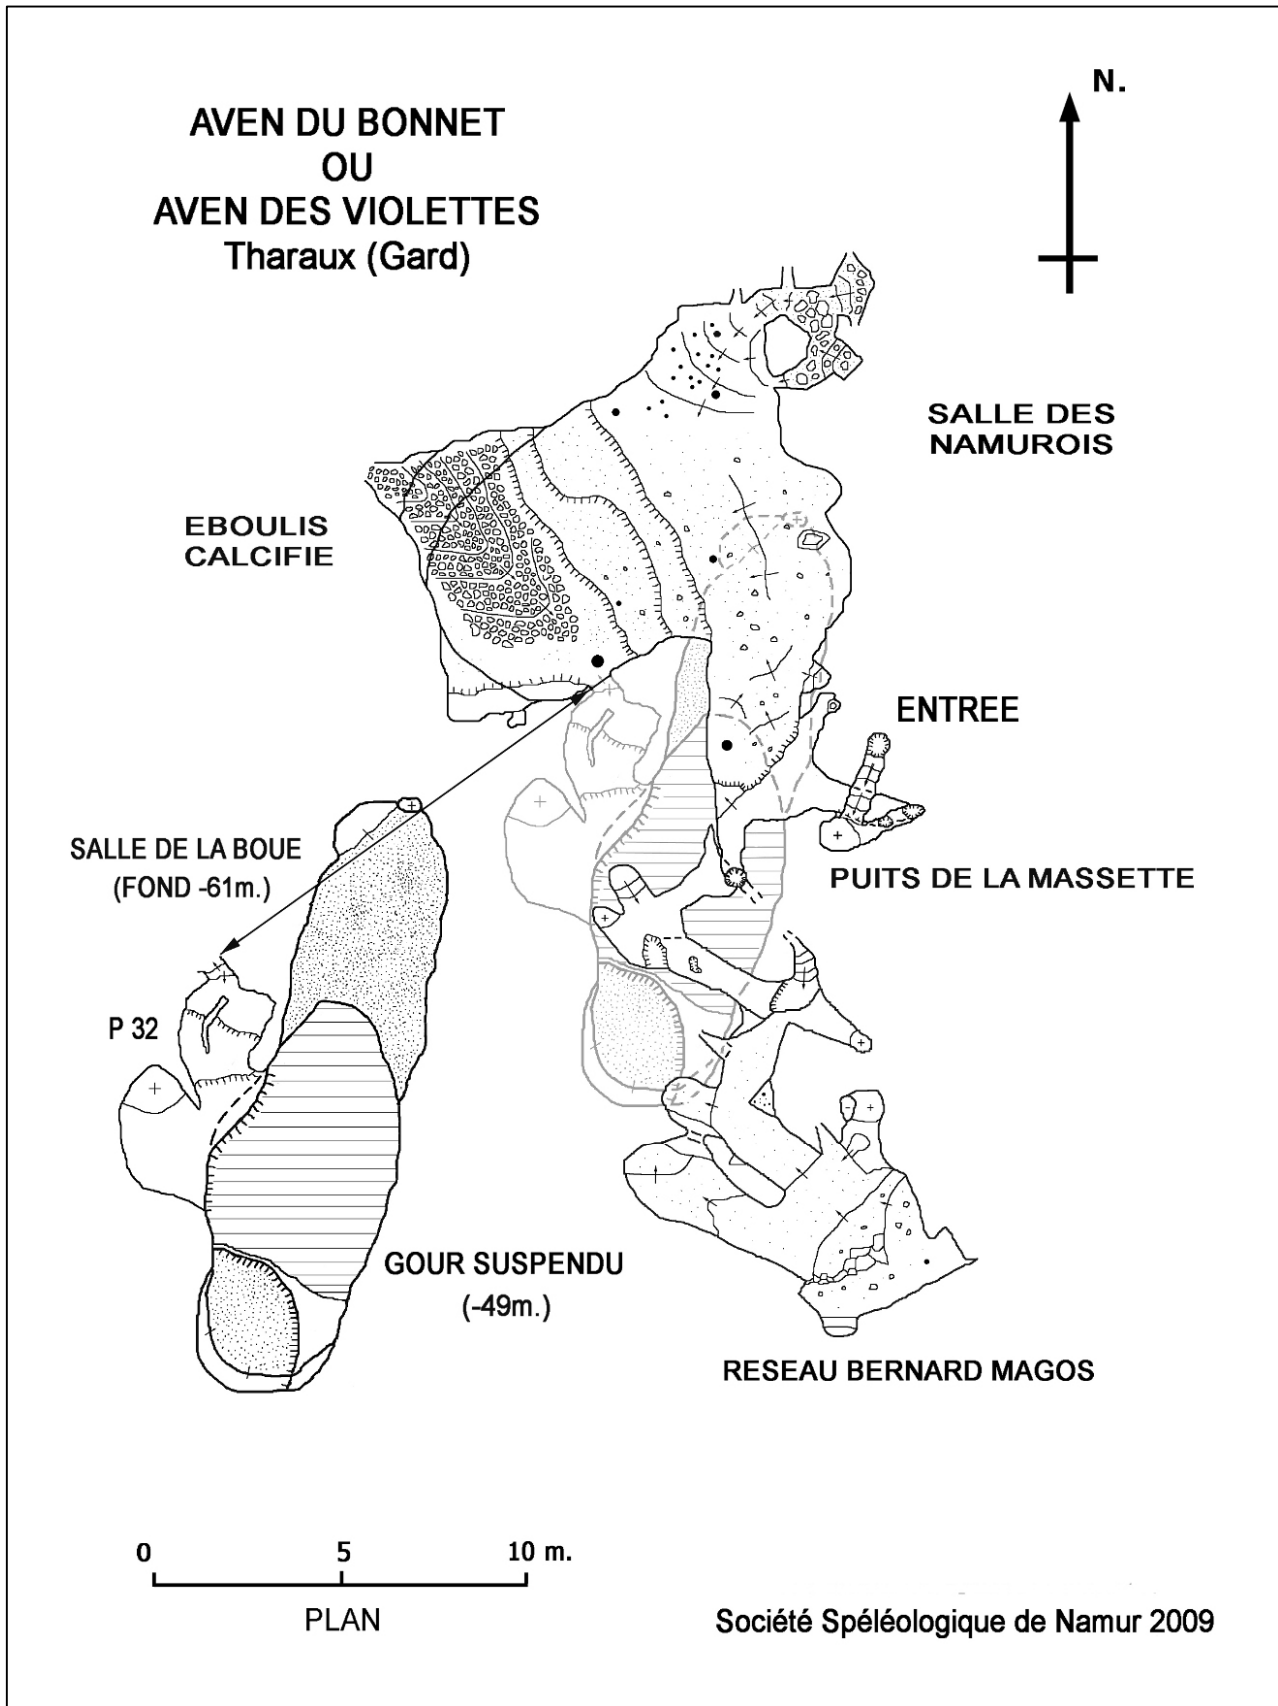 AVEN DU BONNET
OU
AVEN DES VIOLETTES
Tharaux (Gard)
N.
SALLE DES
NAMUROIS
EBOULIS
CALCIFIE
ENTREE
SALLE DE LA BOUE
(FOND -61m.)
PUITS DE LA MASSETTE
P 32
GOUR SUSPENDU
(-49m.)
RESEAU BERNARD MAGOS
0 5 10 m.
PLAN
Société Spéléologique de Namur 2009